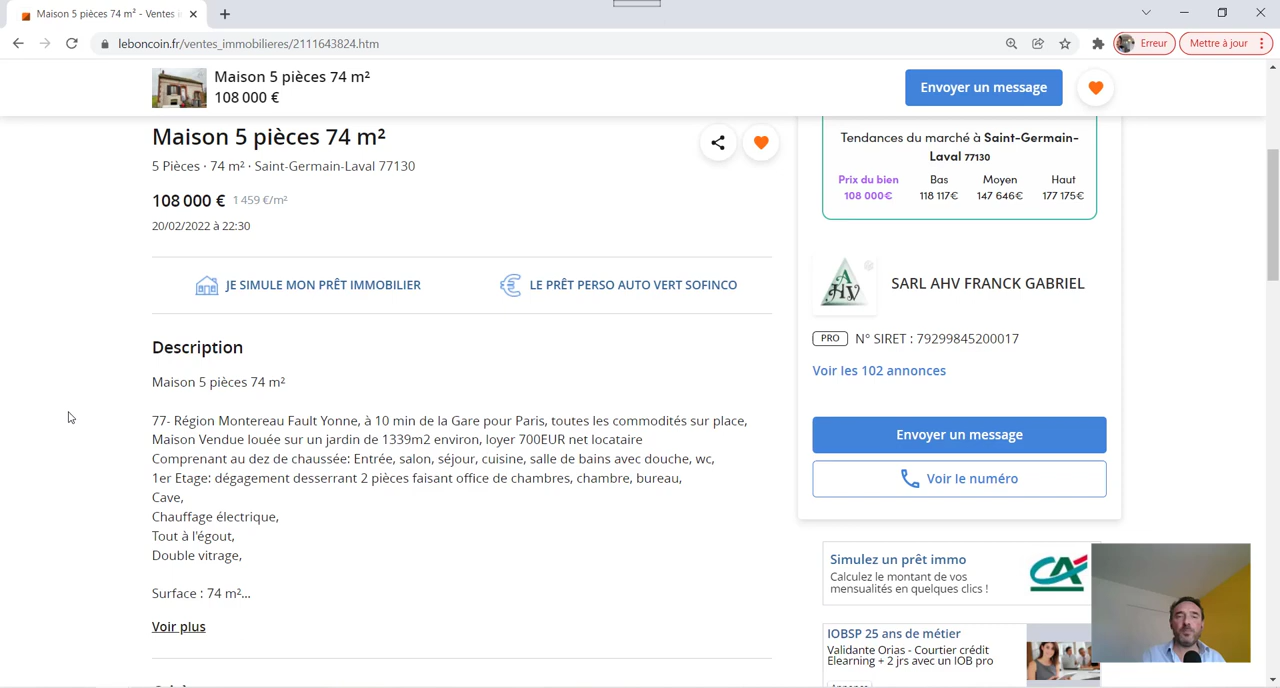 Maison 5 pièces 74 m² - Ventes i
leboncoin.fr/ventes_immobilieres/2111643824.htm
Erreur
Mettre à jour
Maison 5 pièces 74 m²
108 000 €
Envoyer un message
Maison 5 pièces 74 m²
5 Pièces · 74 m² · Saint-Germain-Laval 77130
108 000 € 1 459 €/m²
20/02/2022 à 22:30
JE SIMULE MON PRÊT IMMOBILIER
LE PRÊT PERSO AUTO VERT SOFINCO
Description
Maison 5 pièces 74 m²
77- Région Montereau Fault Yonne, à 10 min de la Gare pour Paris, toutes les commodités sur place,
Maison Vendue louée sur un jardin de 1339m2 environ, loyer 700EUR net locataire
Comprenant au dez de chaussée: Entrée, salon, séjour, cuisine, salle de bains avec douche, wc,
1er Etage: dégagement desserrant 2 pièces faisant office de chambres, chambre, bureau,
Cave,
Chauffage électrique,
Tout à l'égout,
Double vitrage,
Surface : 74 m²...
Voir plus
Tendances du marché à Saint-Germain-
Laval 77130
Prix du bien Bas Moyen Haut
108 000€ 118 117€ 147 646€ 177 175€
AHV
SARL AHV FRANCK GABRIEL
PRO N° SIRET : 79299845200017
Voir les 102 annonces
Envoyer un message
Voir le numéro
Simulez un prêt immo
Calculez le montant de vos
mensualités en quelques clics !
CA
IOBSP 25 ans de métier
Validante Orias - Courtier crédit
Elearning + 2 jrs avec un IOB pro